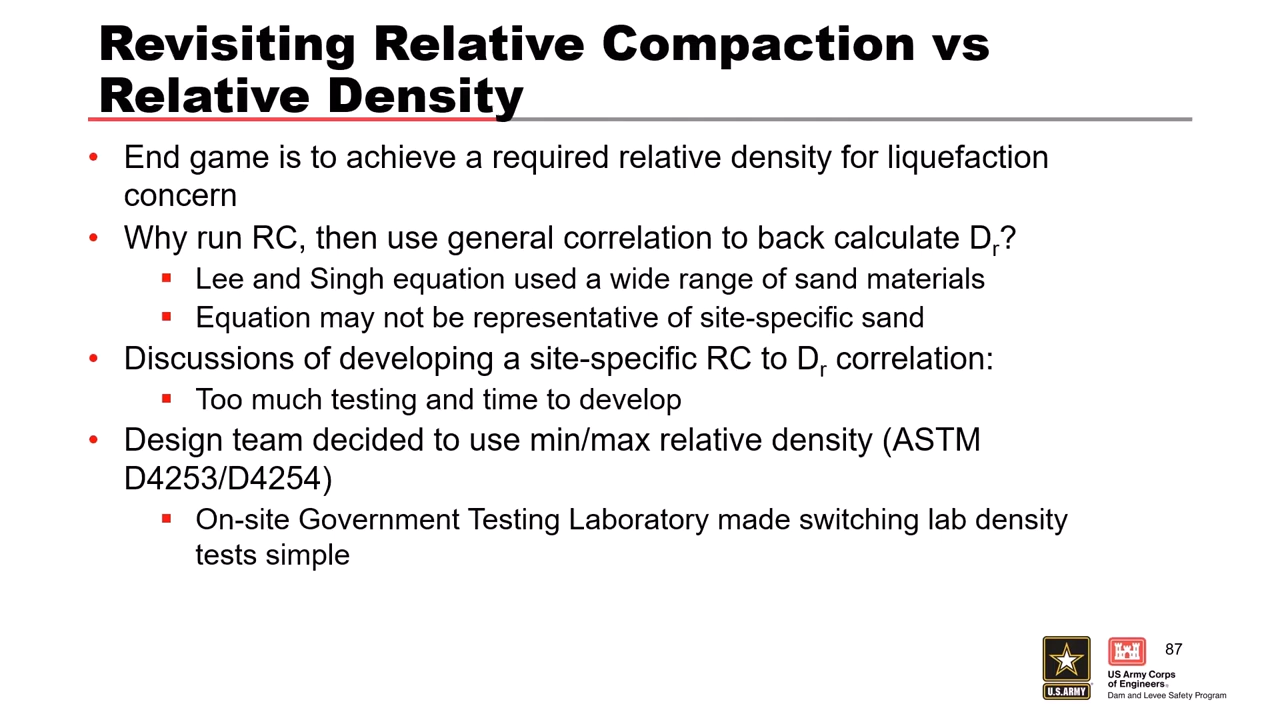 Revisiting Relative Compaction vs
Relative Density
• End game is to achieve a required relative density for liquefaction
concern
• Why run RC, then use general correlation to back calculate Dr?
▪ Lee and Singh equation used a wide range of sand materials
▪ Equation may not be representative of site-specific sand
• Discussions of developing a site-specific RC to Dr correlation:
▪ Too much testing and time to develop
• Design team decided to use min/max relative density (ASTM
D4253/D4254)
▪ On-site Government Testing Laboratory made switching lab density
tests simple
87
U.S.ARMY
US Army Corps
of Engineers®
Dam and Levee Safety Program